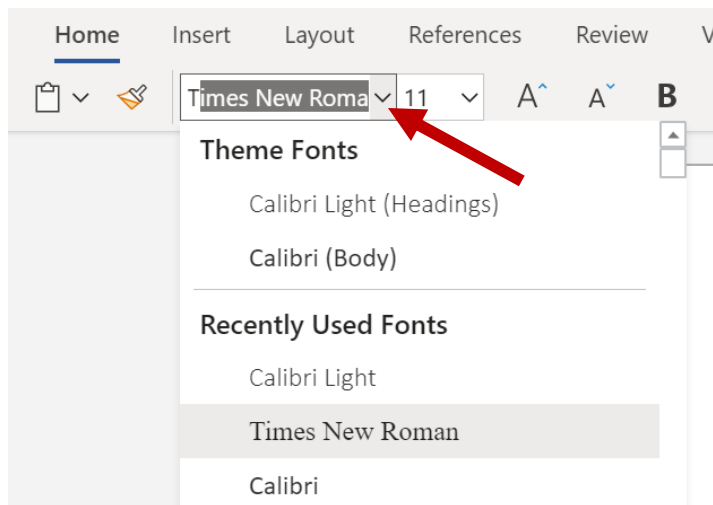 Home Insert Layout References Review V
Times New Roma 11 A A B
Theme Fonts
Calibri Light (Headings)
Calibri (Body)
Recently Used Fonts
Calibri Light
Times New Roman
Calibri